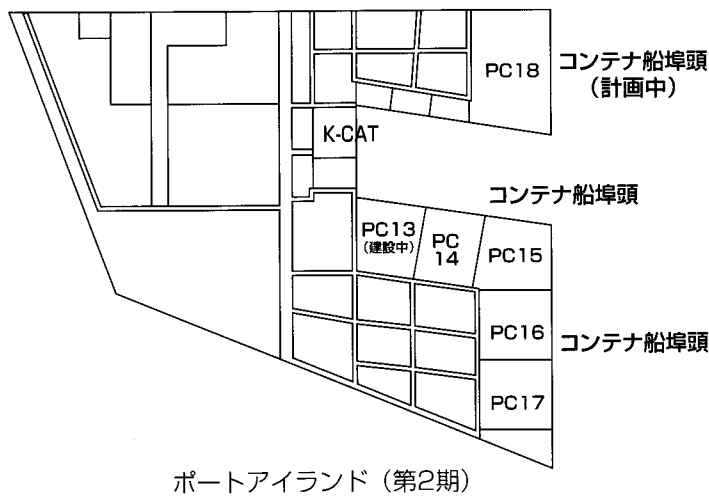 PC18
コンテナ船埠頭
（計画中）
K-CAT
コンテナ船埠頭
PC13
（建設中）
PC
14
PC15
PC16
コンテナ船埠頭
PC17
ポートアイランド（第2期）